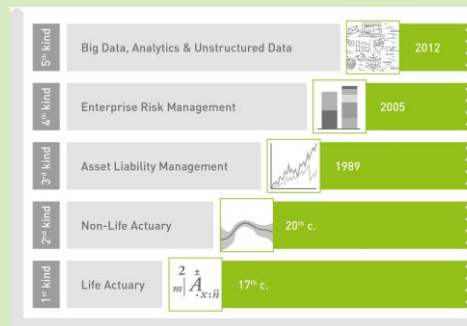 5th kind
Big Data, Analytics & Unstructured Data
2012
4th kind
Enterprise Risk Management
2005
3rd kind
Asset Liability Management
1989
2nd kind
Non-Life Actuary
20th c.
1st kind
Life Actuary
2 ±
m| A
.x:n̅
17th c.